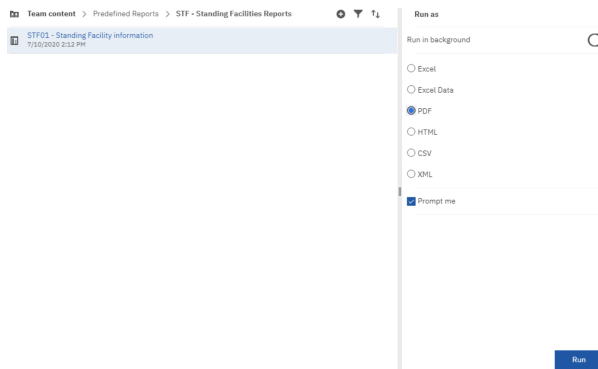 Team content > Predefined Reports > STF - Standing Facilities Reports
STF01 - Standing Facility information
7/10/2020 2:12 PM
Run as
Run in background
Excel
Excel Data
PDF
HTML
CSV
XML
Prompt me
Run